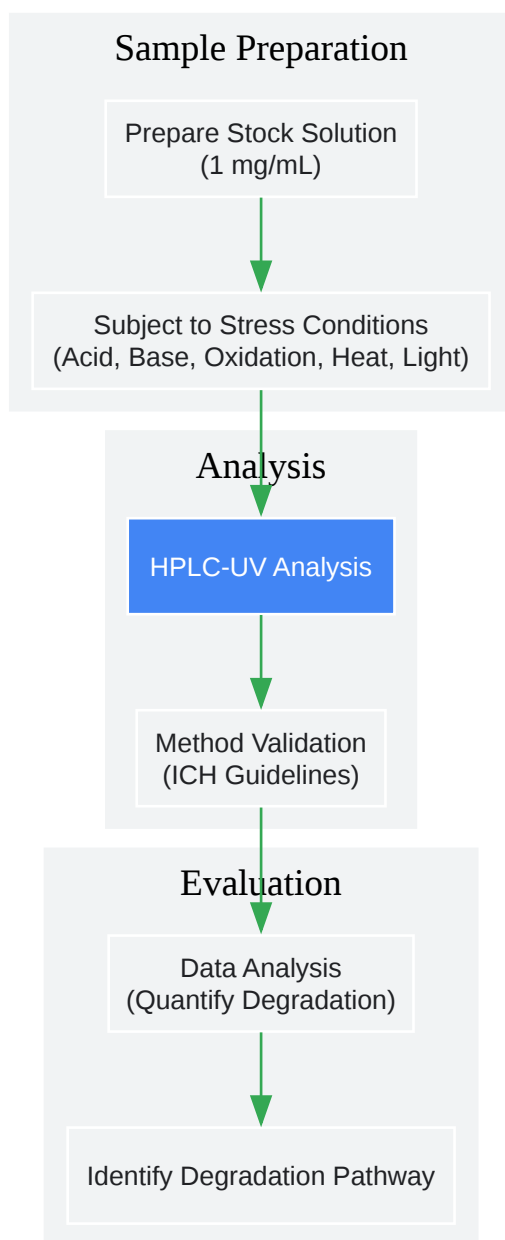 Sample Preparation
Prepare Stock Solution
(1 mg/mL)
Subject to Stress Conditions
(Acid, Base, Oxidation, Heat, Light)
Analysis
HPLC-UV Analysis
Method Validation
(ICH Guidelines)
Evaluation
Data Analysis
(Quantify Degradation)
Identify Degradation Pathway